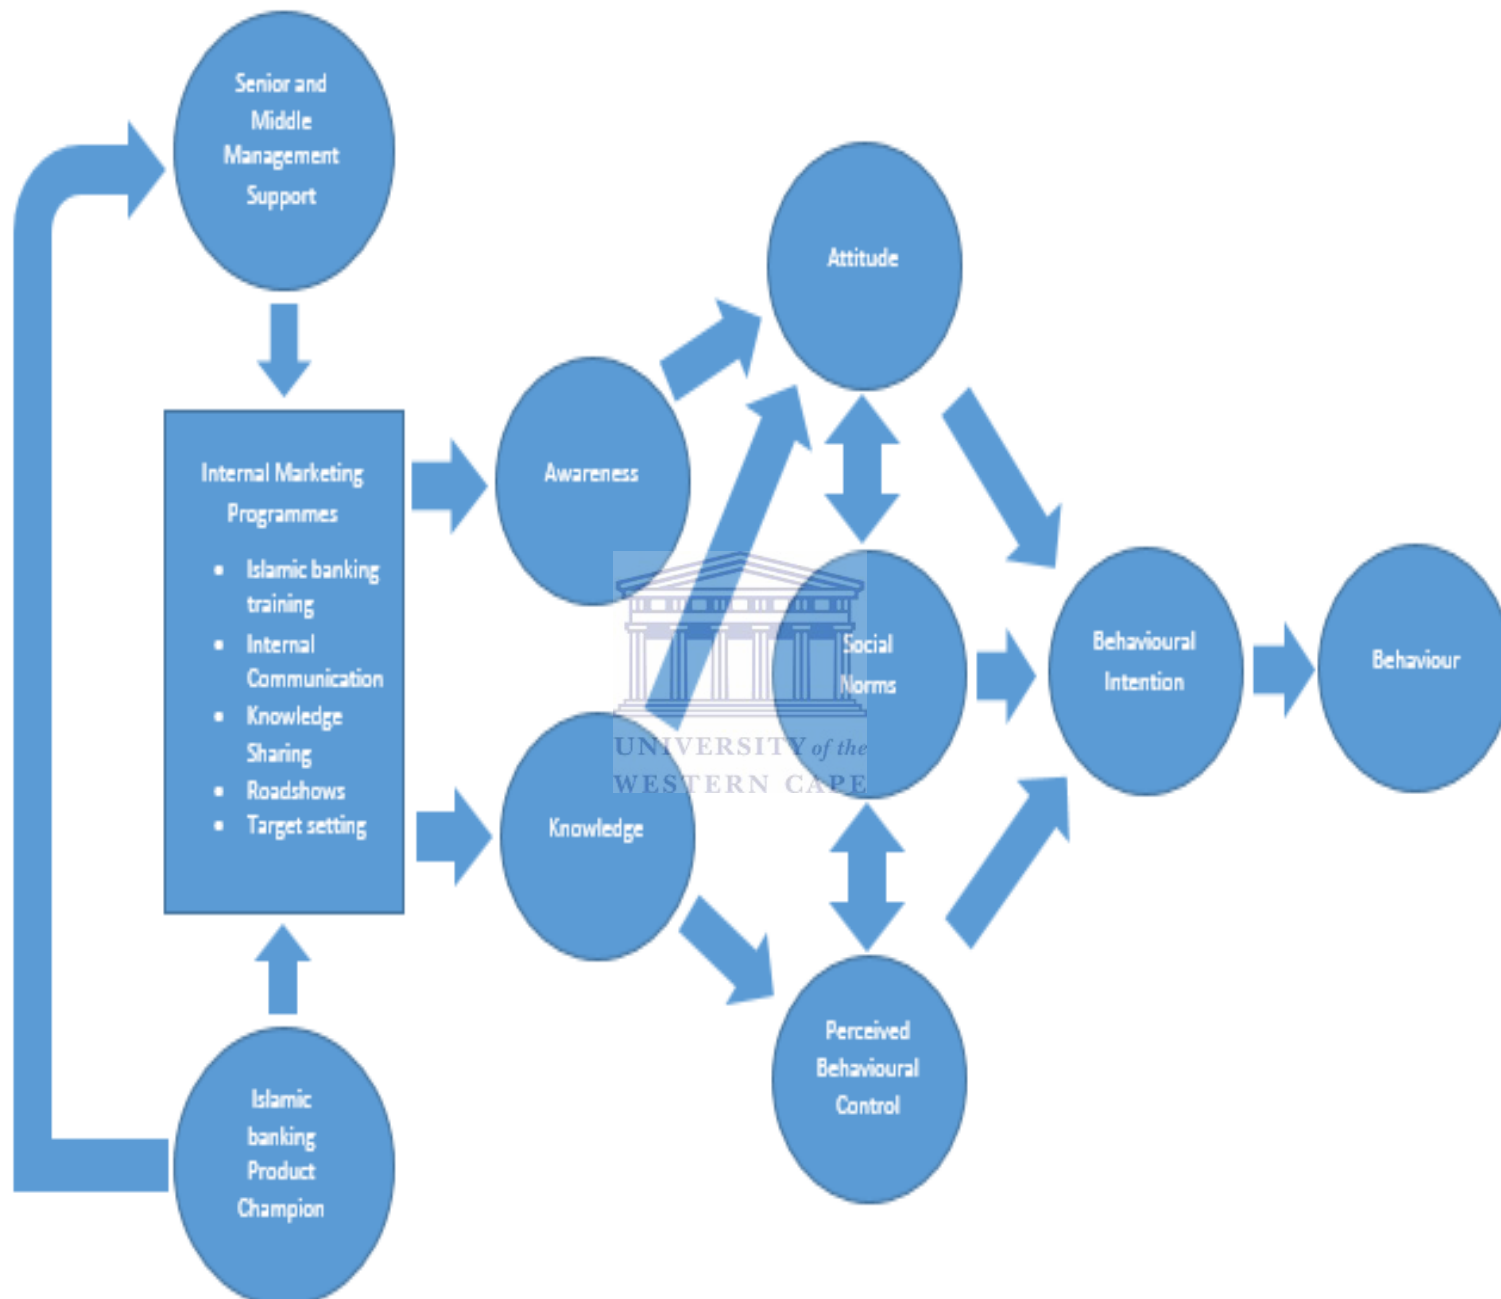 Senior and
Middle
Management
Support
Attitude
Internal Marketing
Programmes
• Islamic banking
training
• Internal
Communication
• Knowledge
Sharing
• Roadshows
• Target setting
Awareness
Social
Norms
Behavioural
Intention
Behaviour
UNIVERSITY of the
WESTERN CAPE
Knowledge
Perceived
Behavioural
Control
Islamic
banking
Product
Champion